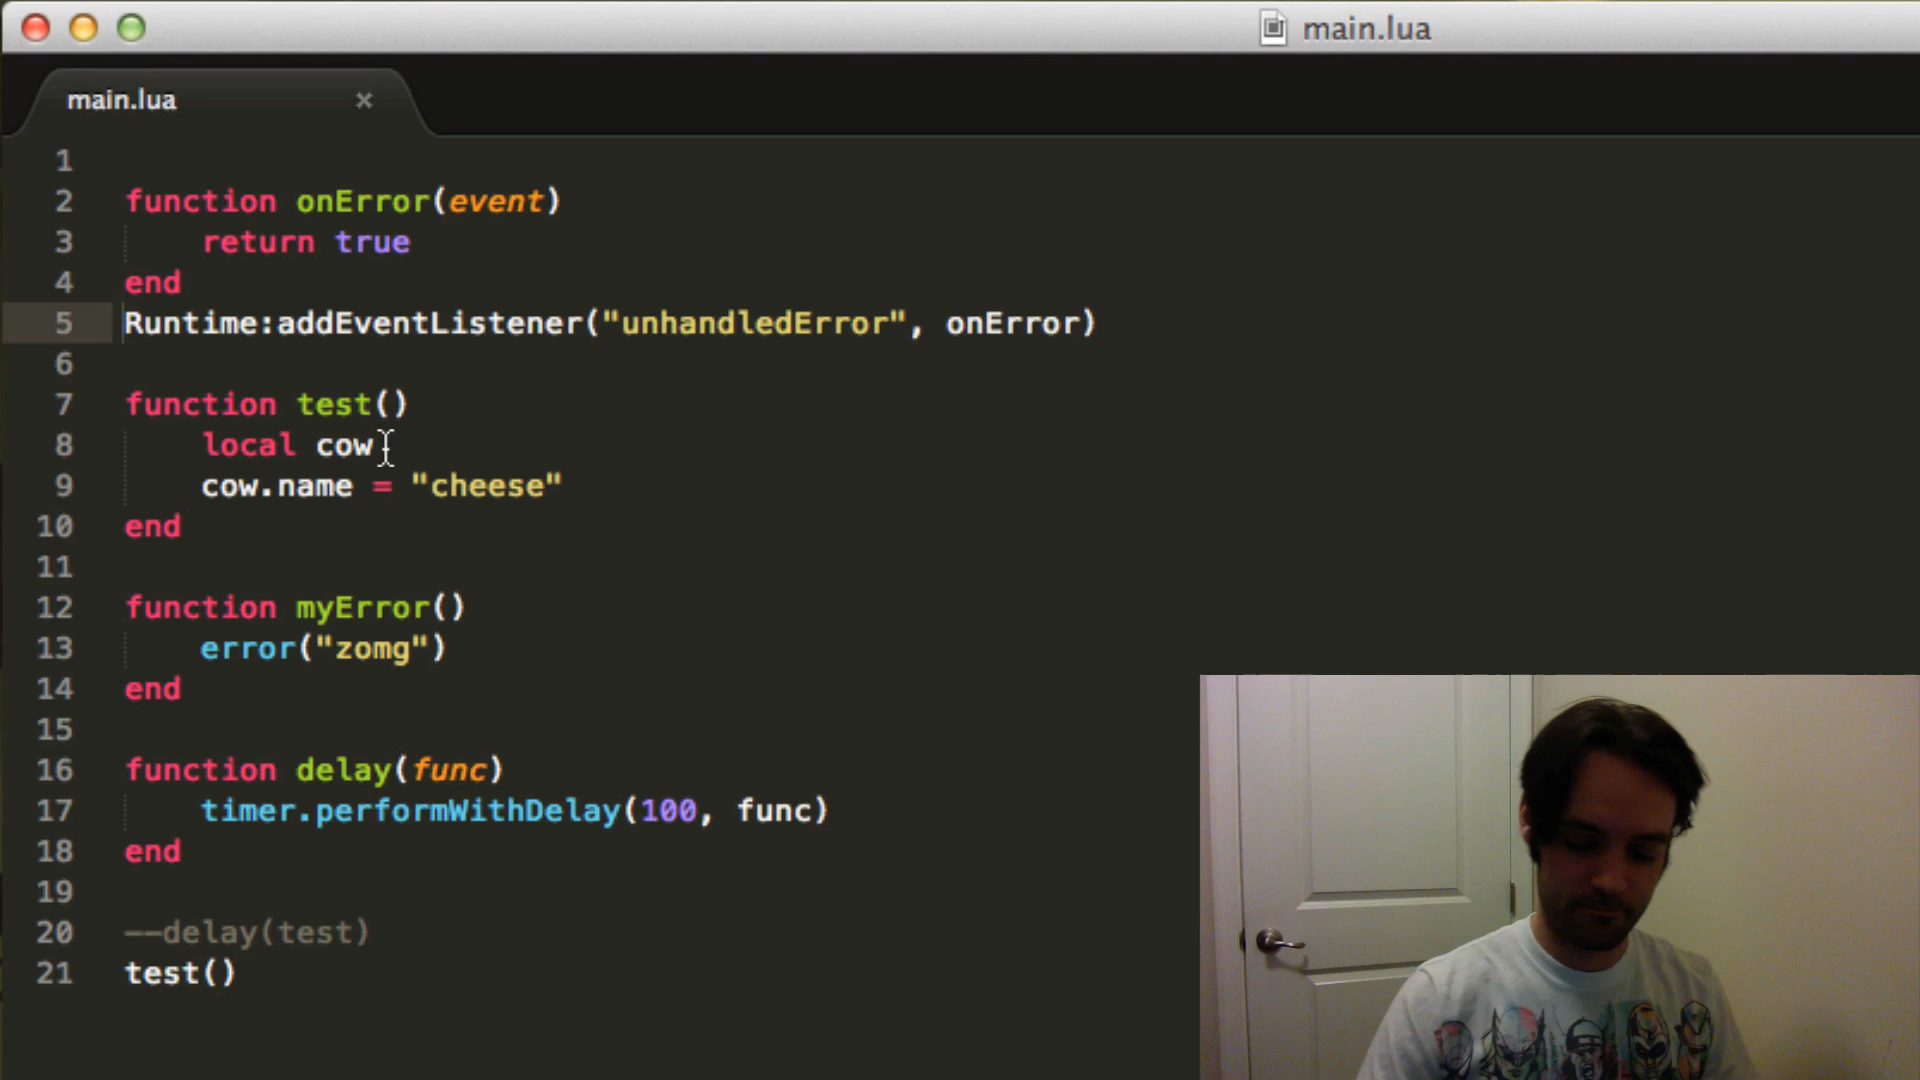 main.lua
main.lua ×
1
2 function onError(event)
3 return true
4 end
5 Runtime:addEventListener("unhandledError", onError)
6
7 function test()
8 local cow
9 cow.name = "cheese"
10 end
11
12 function myError()
13 error("zomg")
14 end
15
16 function delay(func)
17 timer.performWithDelay(100, func)
18 end
19
20 --delay(test)
21 test()